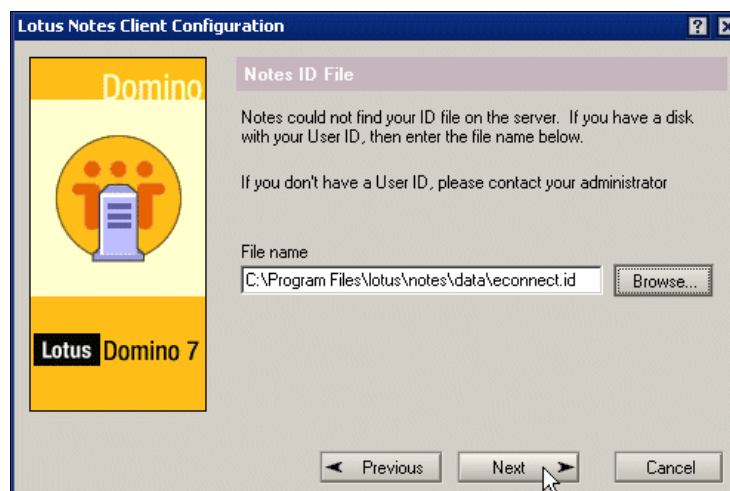 Lotus Notes Client Configuration
Domino
Notes ID File
Notes could not find your ID file on the server. If you have a disk
with your User ID, then enter the file name below.
If you don't have a User ID, please contact your administrator
File name
C:\Program Files\lotus\notes\data\econnect.id
Browse...
Lotus Domino 7
Previous
Next
Cancel